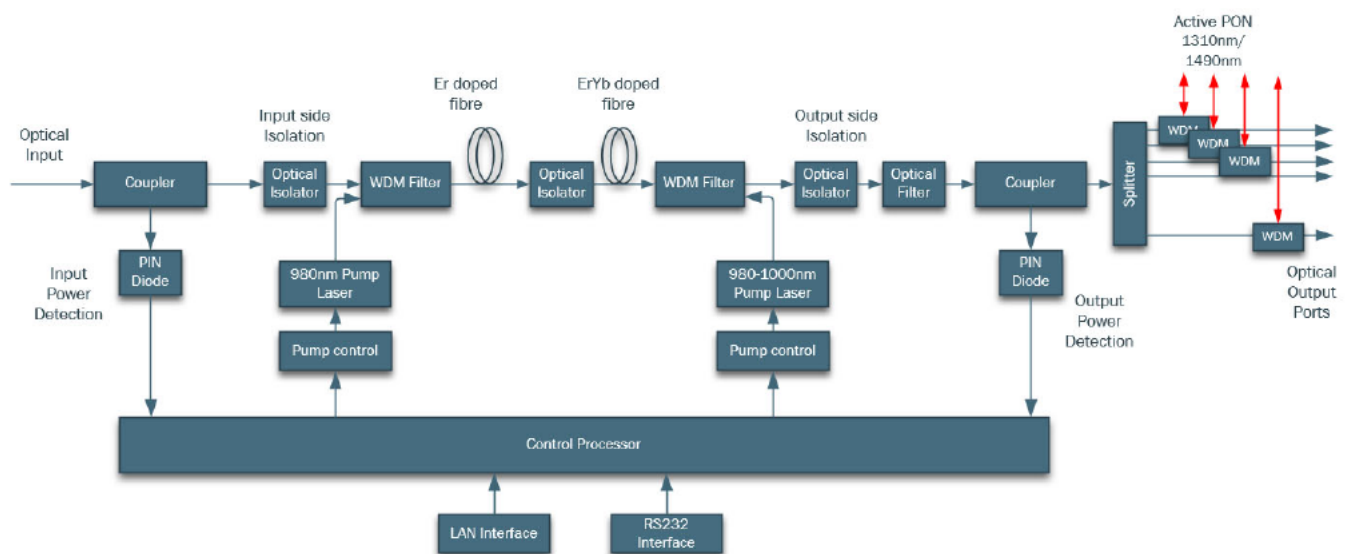 Active PON
1310nm/
1490nm
Er doped
fibre
ErYb doped
fibre
Input side
Isolation
Output side
Isolation
Optical
Input
Coupler
Optical
Isolator
WDM Filter
Optical
Isolator
WDM Filter
Optical
Isolator
Optical
Filter
Coupler
Splitter
WDM
WDM
WDM
WDM
Input
Power
Detection
PIN
Diode
980nm Pump
Laser
980-1000nm
Pump Laser
PIN
Diode
Output
Power
Detection
Optical
Output
Ports
Pump control
Pump control
Control Processor
LAN Interface
RS232
Interface